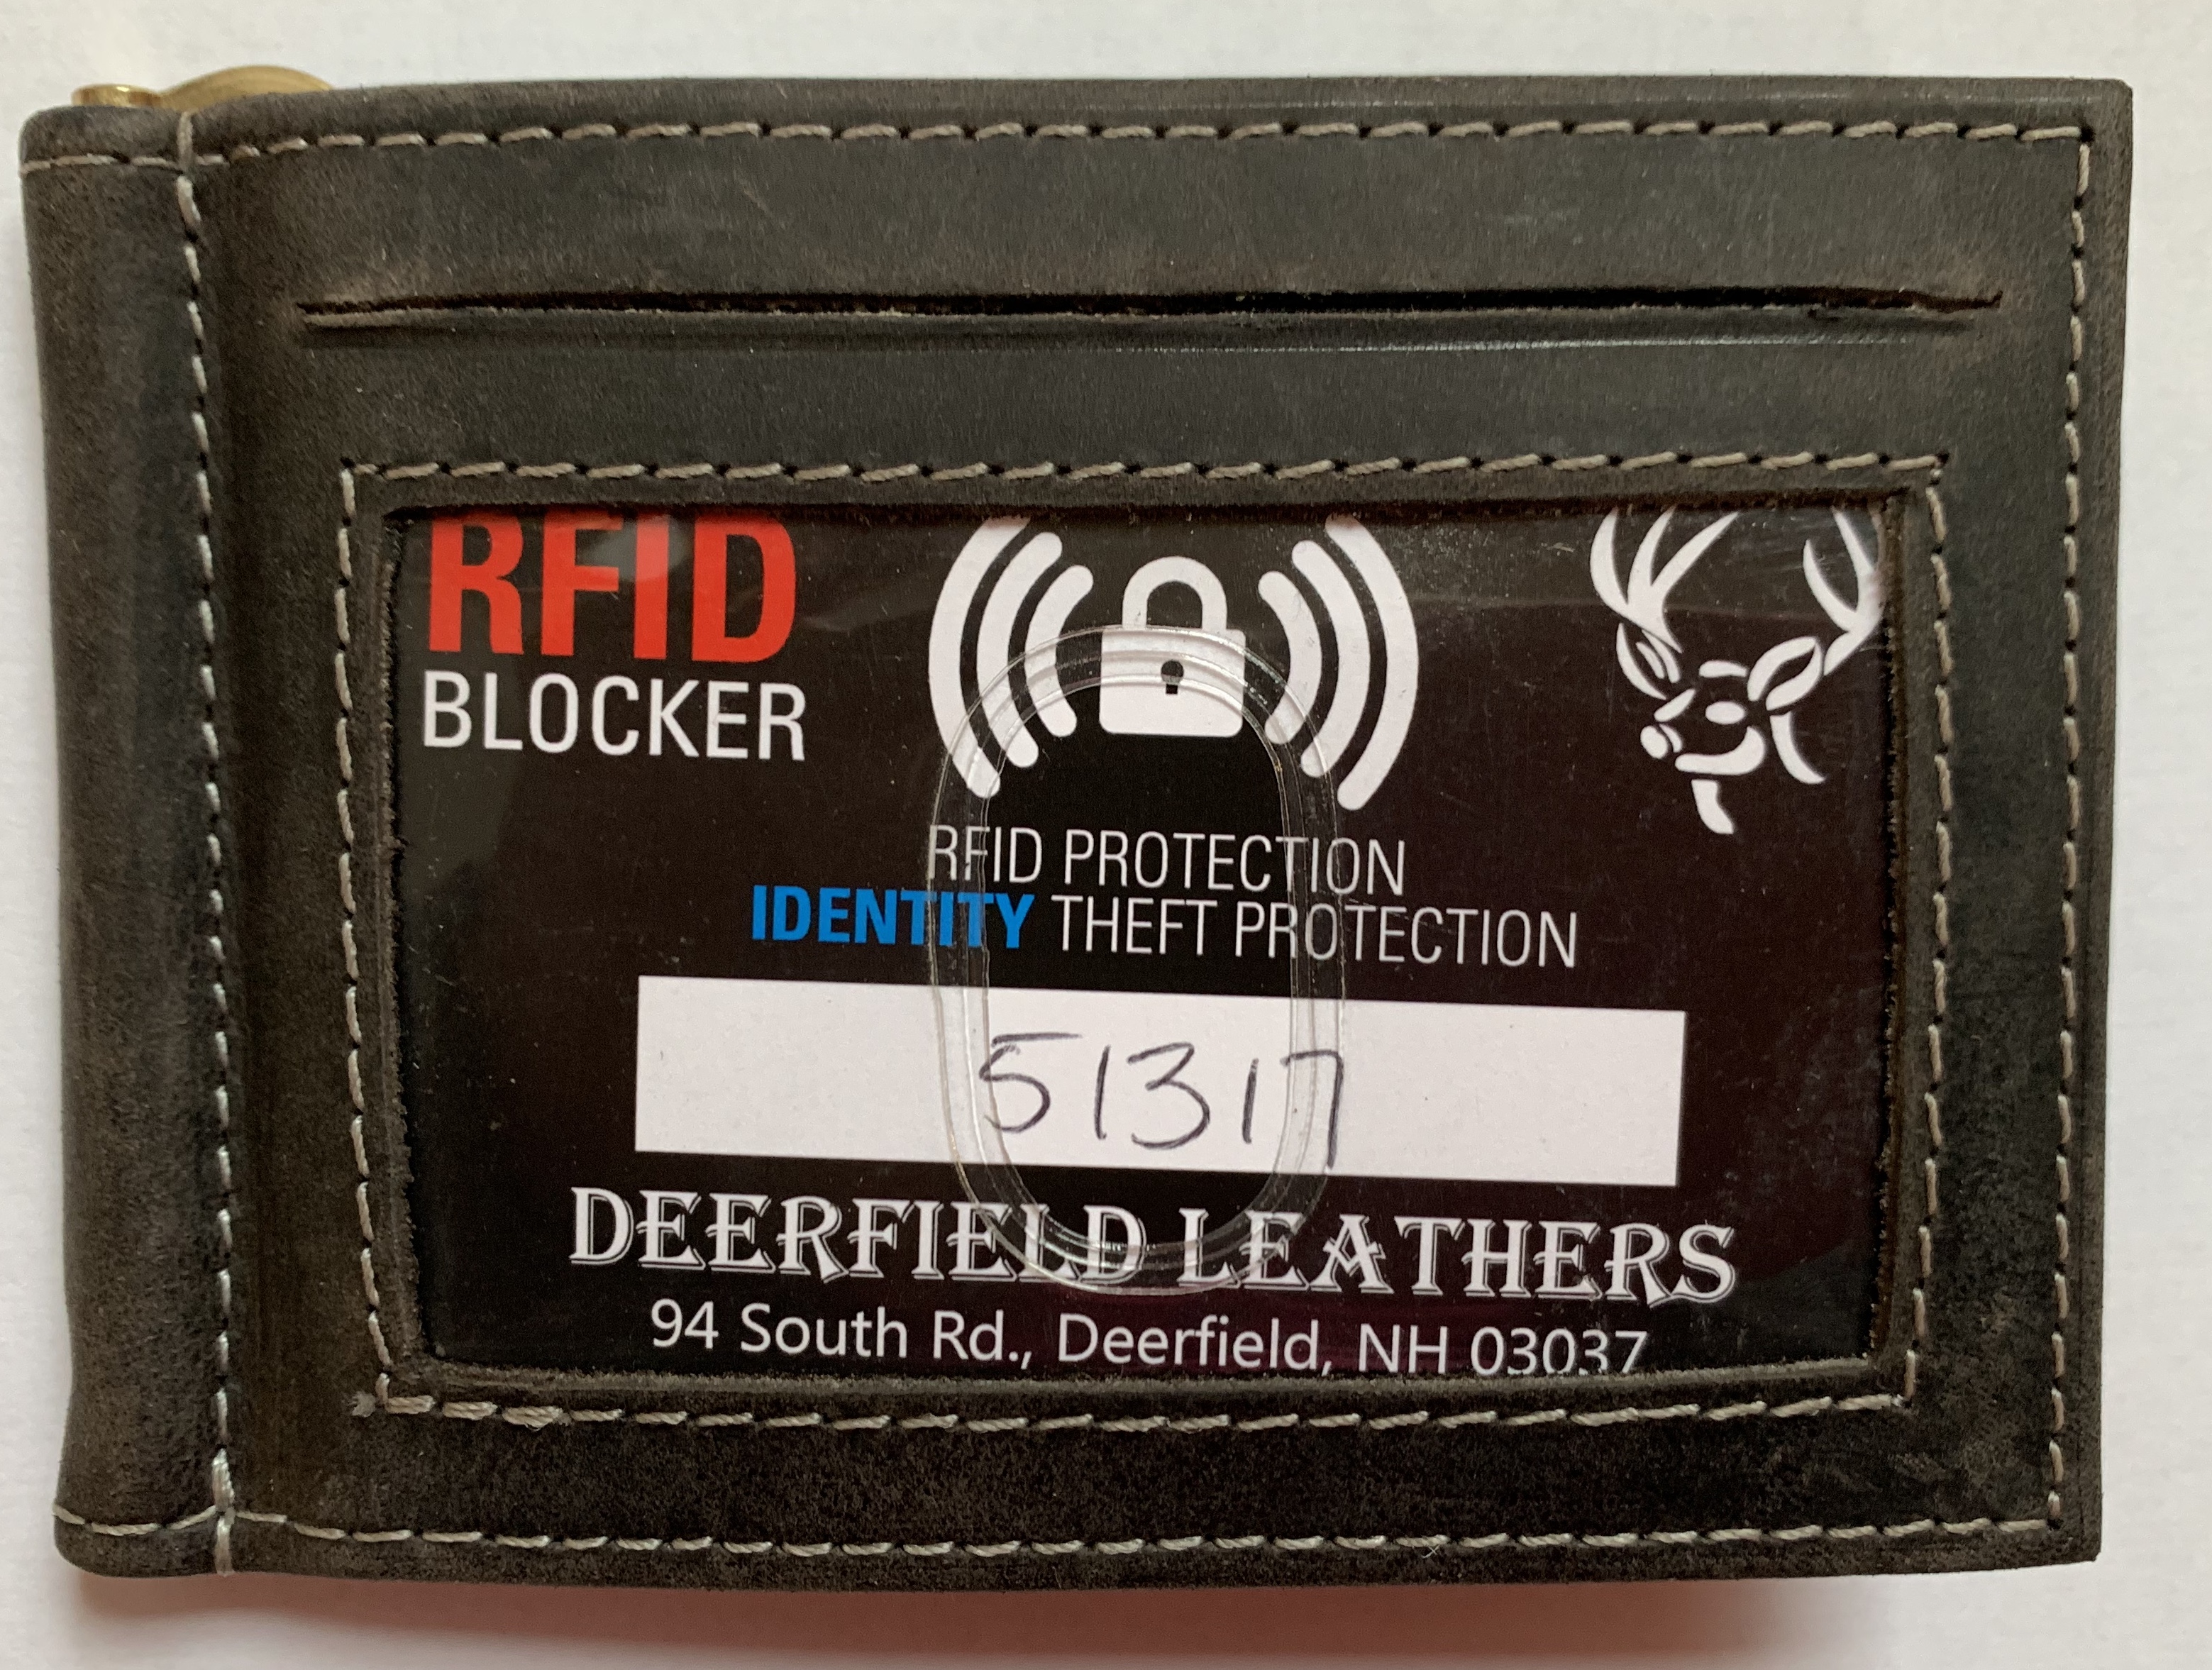 RFID
BLOCKER
RFID PROTECTION
IDENTITY THEFT PROTECTION
51317
DEERFIELD LEATHERS
94 South Rd., Deerfield, NH 03037